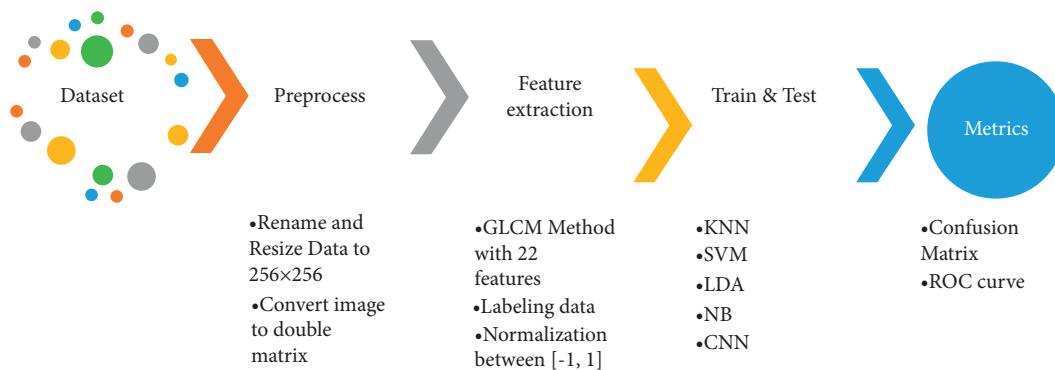 Dataset
Preprocess
Feature
extraction
Train & Test
Metrics
•Rename and
Resize Data to
256×256
•Convert image
to double
matrix
•GLCM Method
with 22
features
•Labeling data
•Normalization
between [-1, 1]
•KNN
•SVM
•LDA
•NB
•CNN
•Confusion
Matrix
•ROC curve